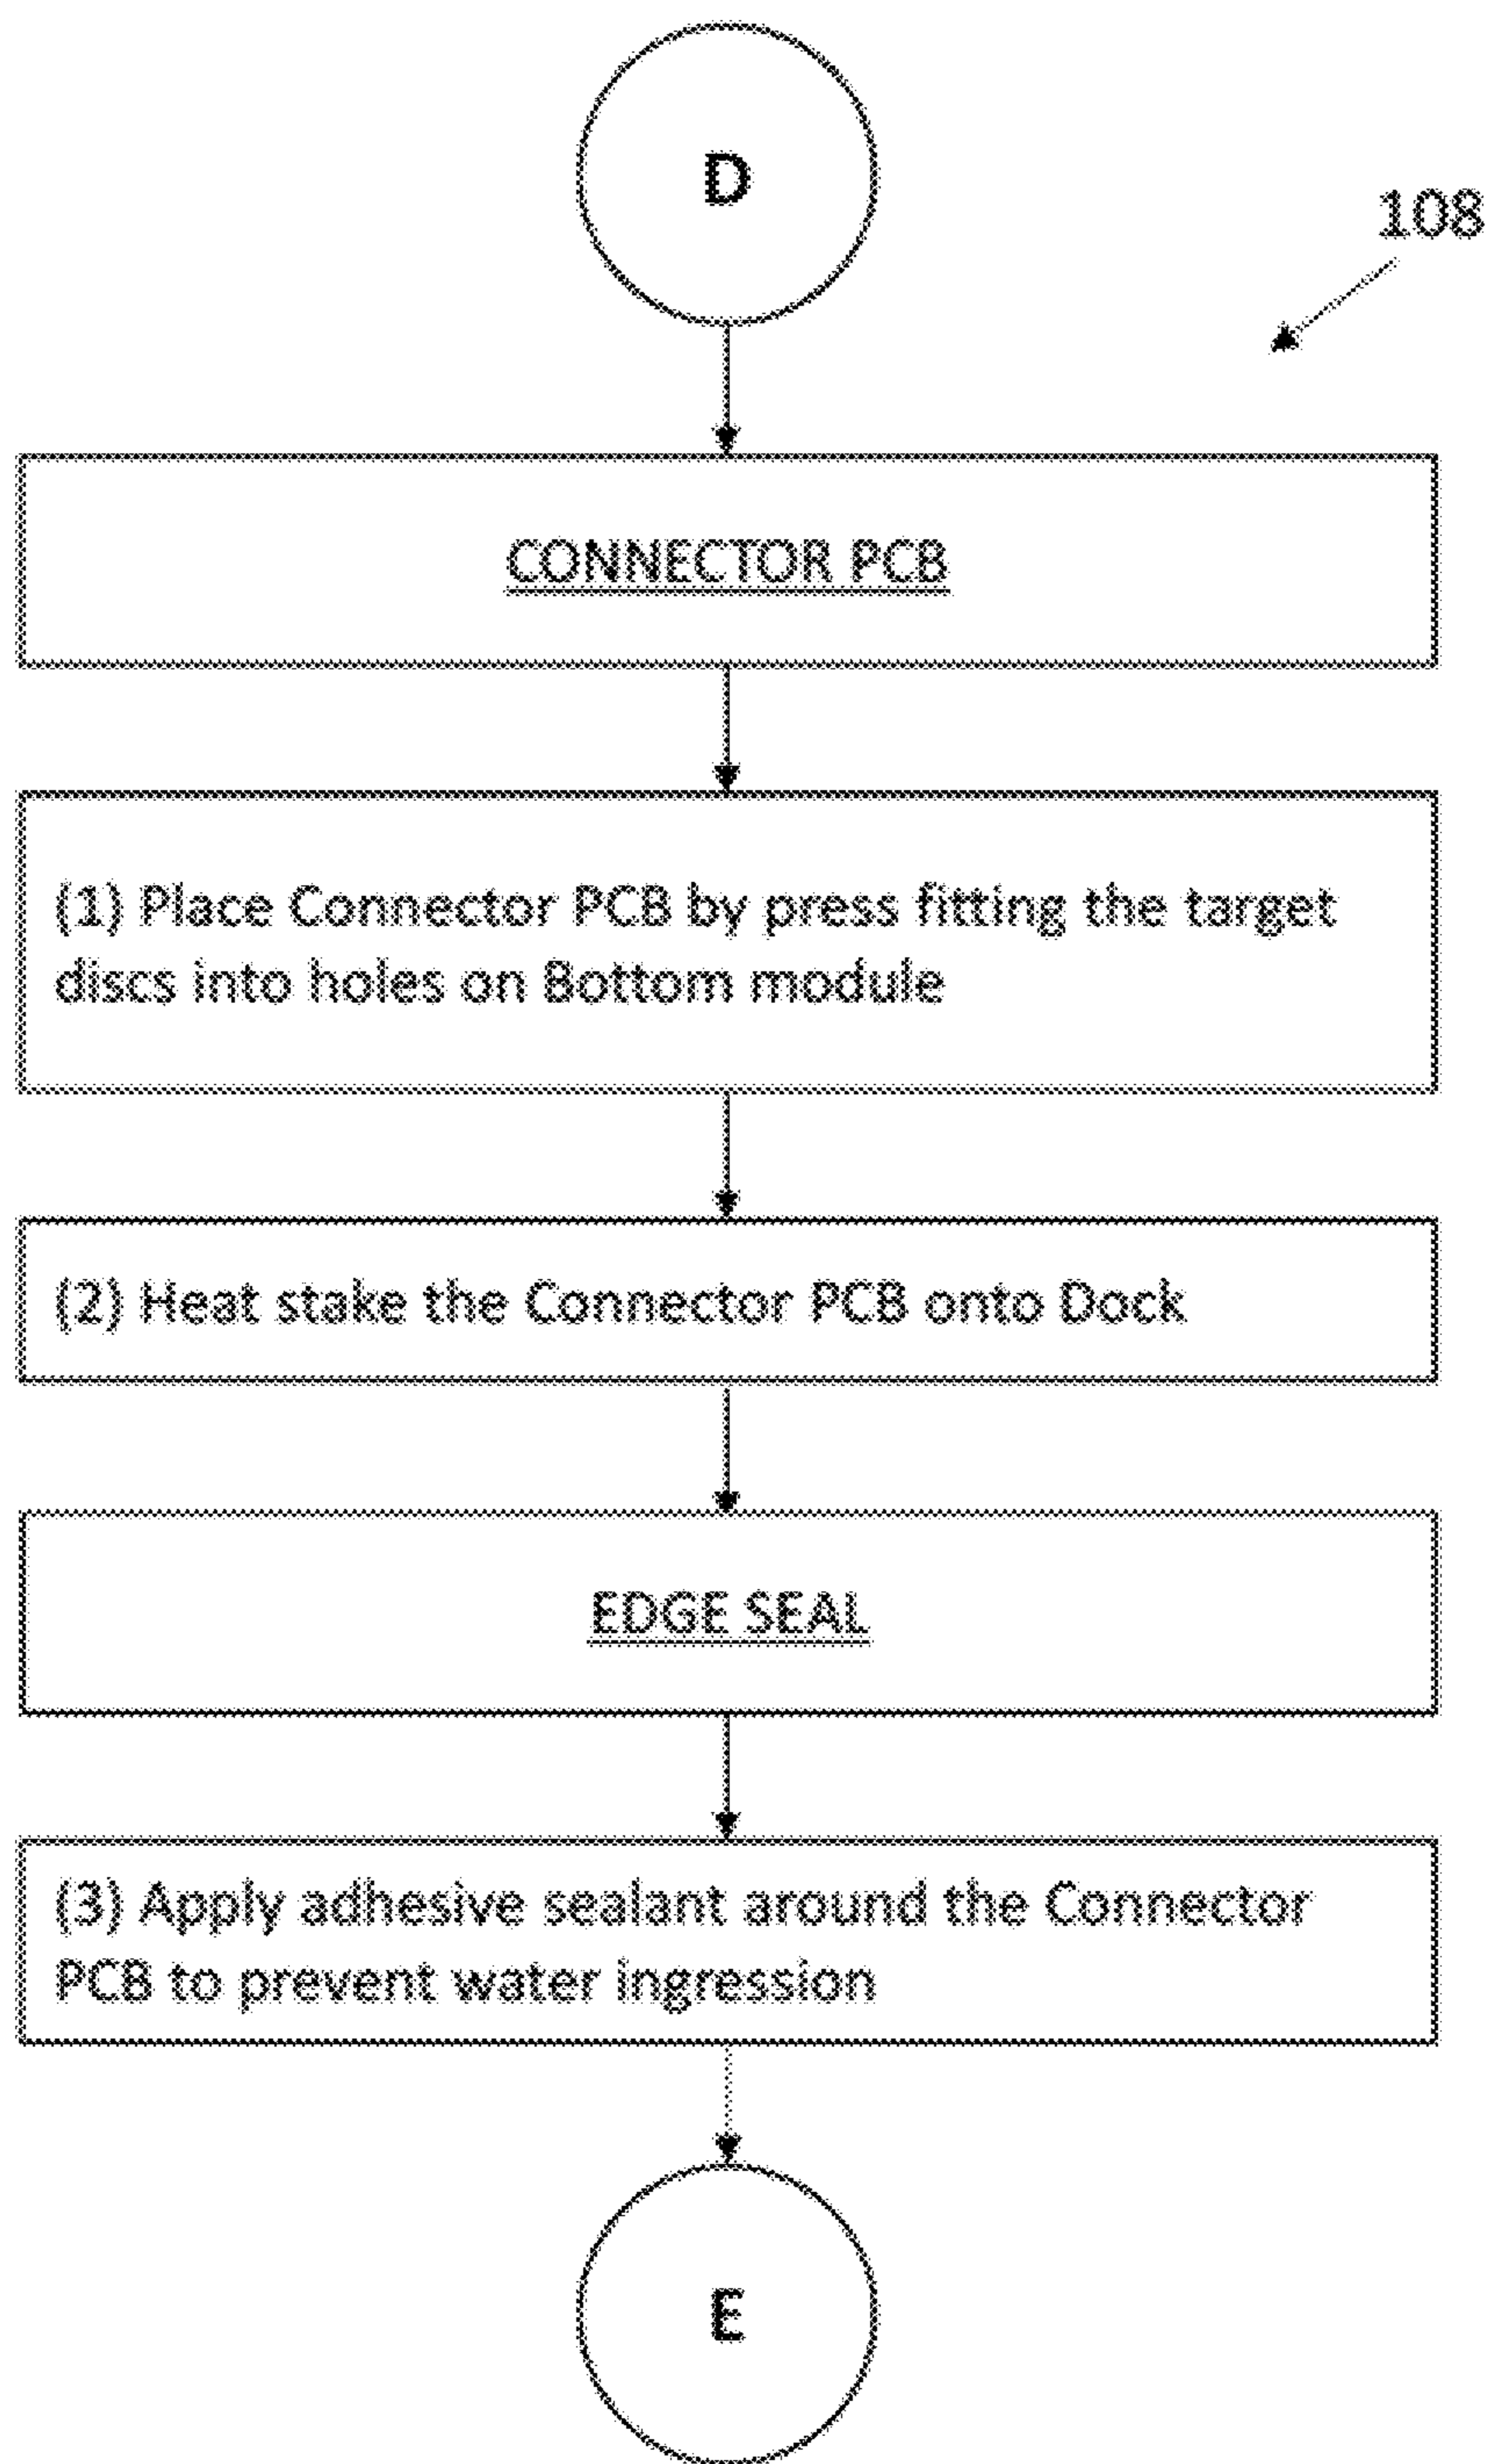 D
108
CONNECTOR PCB
(1) Place Connector PCB by press fitting the target
discs into holes on Bottom module
(2) Heat stake the Connector PCB onto Dock
EDGE SEAL
(3) Apply adhesive sealant around the Connector
PCB to prevent water ingression
E